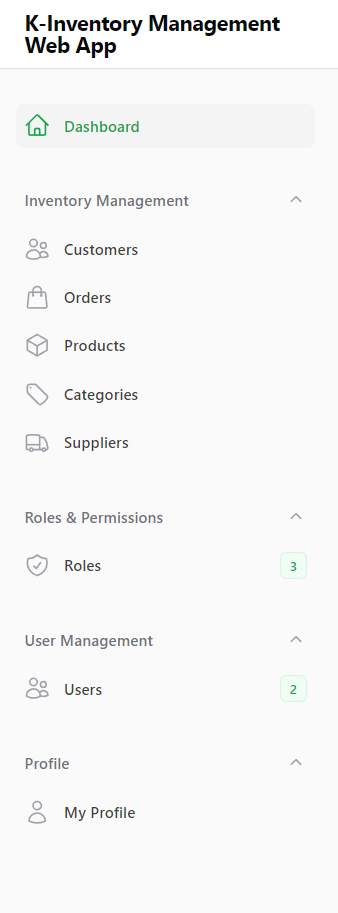 K-Inventory Management
Web App
Dashboard
Inventory Management
Customers
Orders
Products
Categories
Suppliers
Roles & Permissions
Roles 3
User Management
Users 2
Profile
My Profile